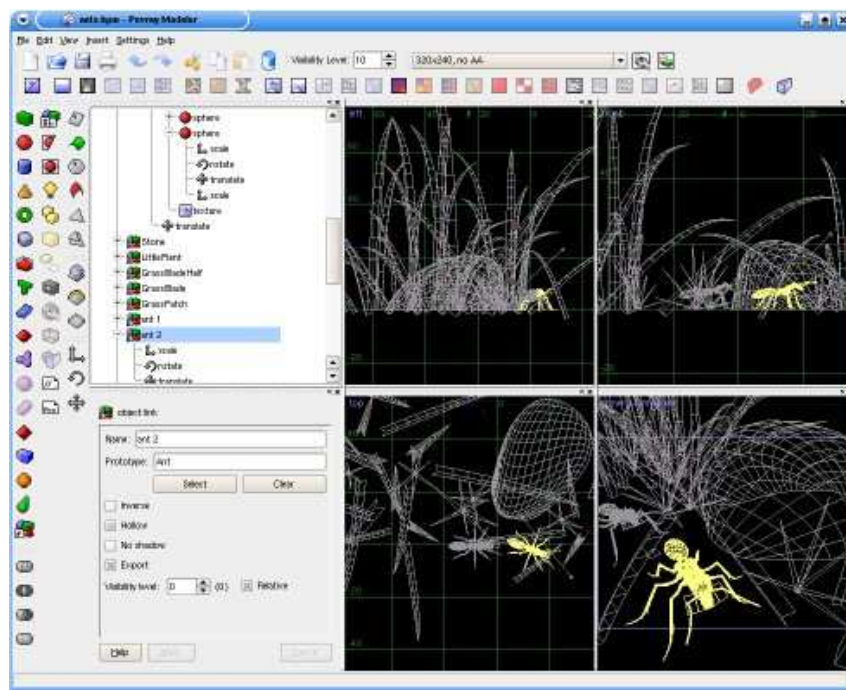 ants.kpm - Povray Modeler
File Edit View Insert Settings Help
Visibility Level: 10
320x240, no AA
sphere
sphere
scale
rotate
translate
scale
texture
translate
Stone
LittlePlant
GrassBladeHalf
GrassBlade
GrassPatch
ant 1
ant 2
scale
rotate
translate
object link
Name: ant 2
Prototype: Ant
Select Clear
Inverse
Hollow
No shadow
Export
Visibility level: 0 (0) Relative
Help
top